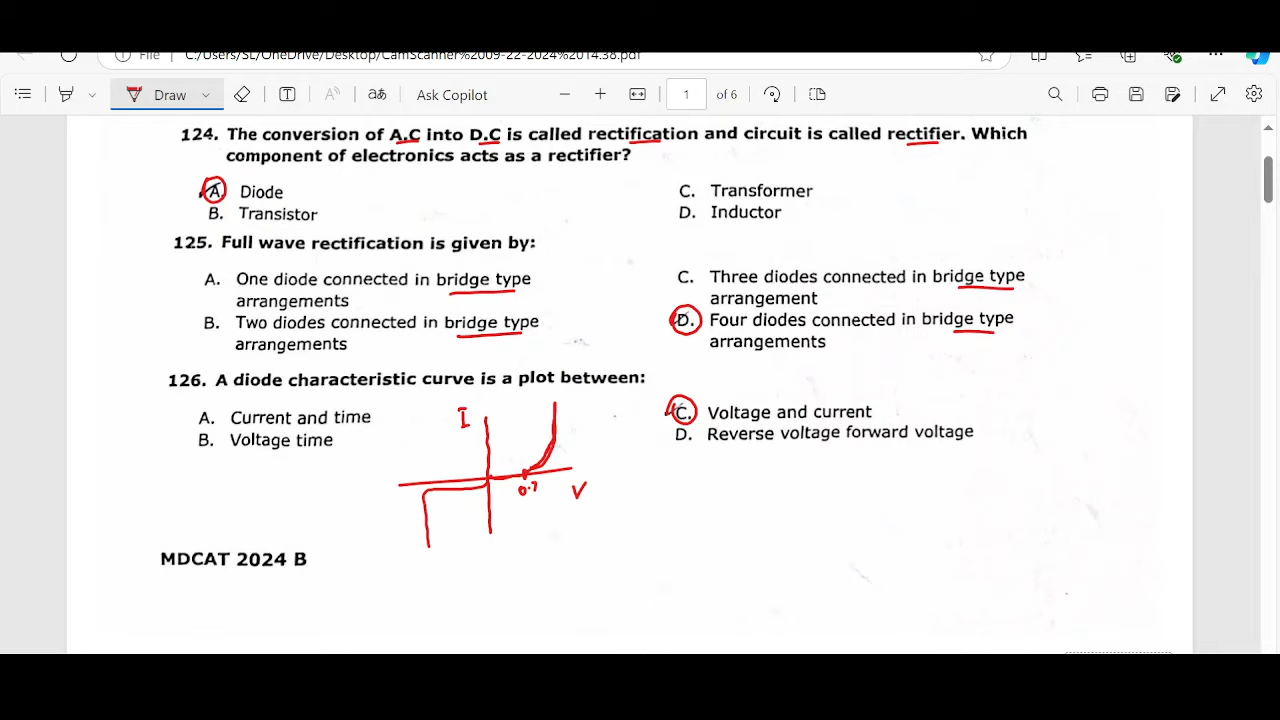 File C:/Users/SL/OneDrive/Desktop/CamScanner%2009-22-2024%2014.38.pdf
Draw Ask Copilot 1 of 6
124. The conversion of A.C into D.C is called rectification and circuit is called rectifier. Which
component of electronics acts as a rectifier?
A. Diode
B. Transistor
C. Transformer
D. Inductor
125. Full wave rectification is given by:
A. One diode connected in bridge type
arrangements
B. Two diodes connected in bridge type
arrangements
C. Three diodes connected in bridge type
arrangement
D. Four diodes connected in bridge type
arrangements
126. A diode characteristic curve is a plot between:
A. Current and time
B. Voltage time
C. Voltage and current
D. Reverse voltage forward voltage
I
0.7
V
MDCAT 2024 B